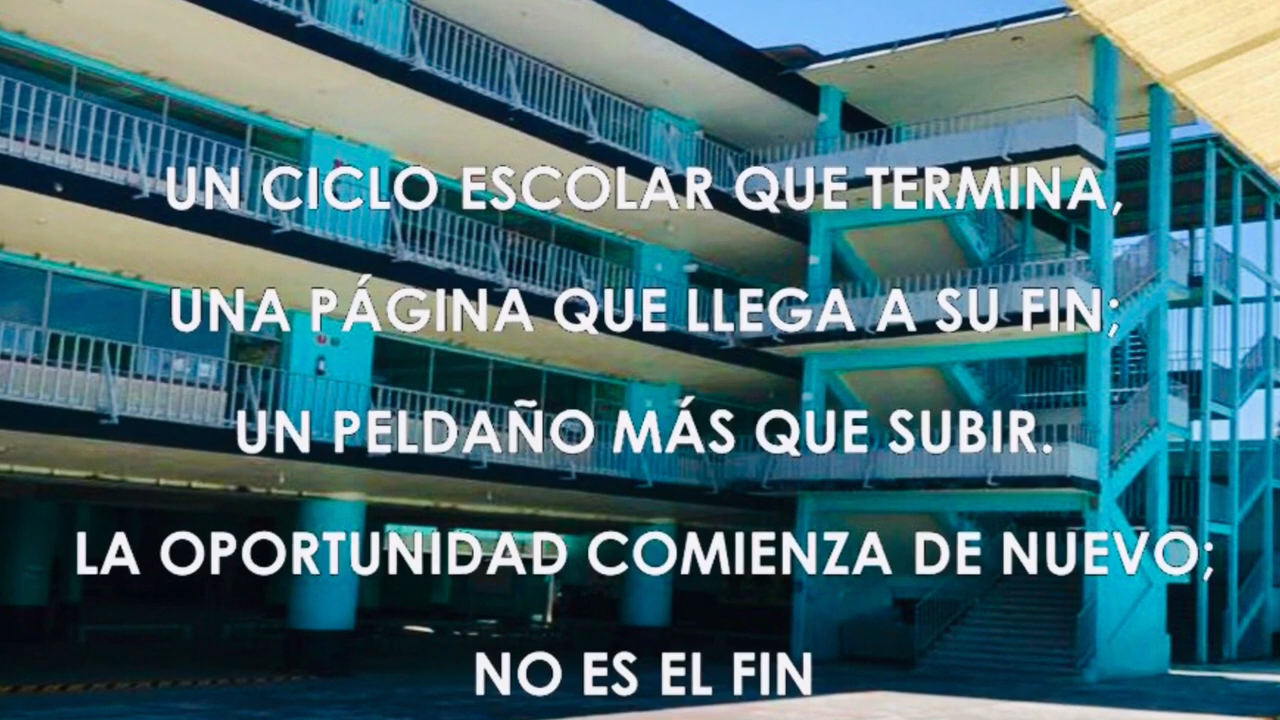 UN CICLO ESCOLAR QUE TERMINA,
UNA PÁGINA QUE LLEGA A SU FIN;
UN PELDAÑO MÁS QUE SUBIR.
LA OPORTUNIDAD COMIENZA DE NUEVO;
NO ES EL FIN